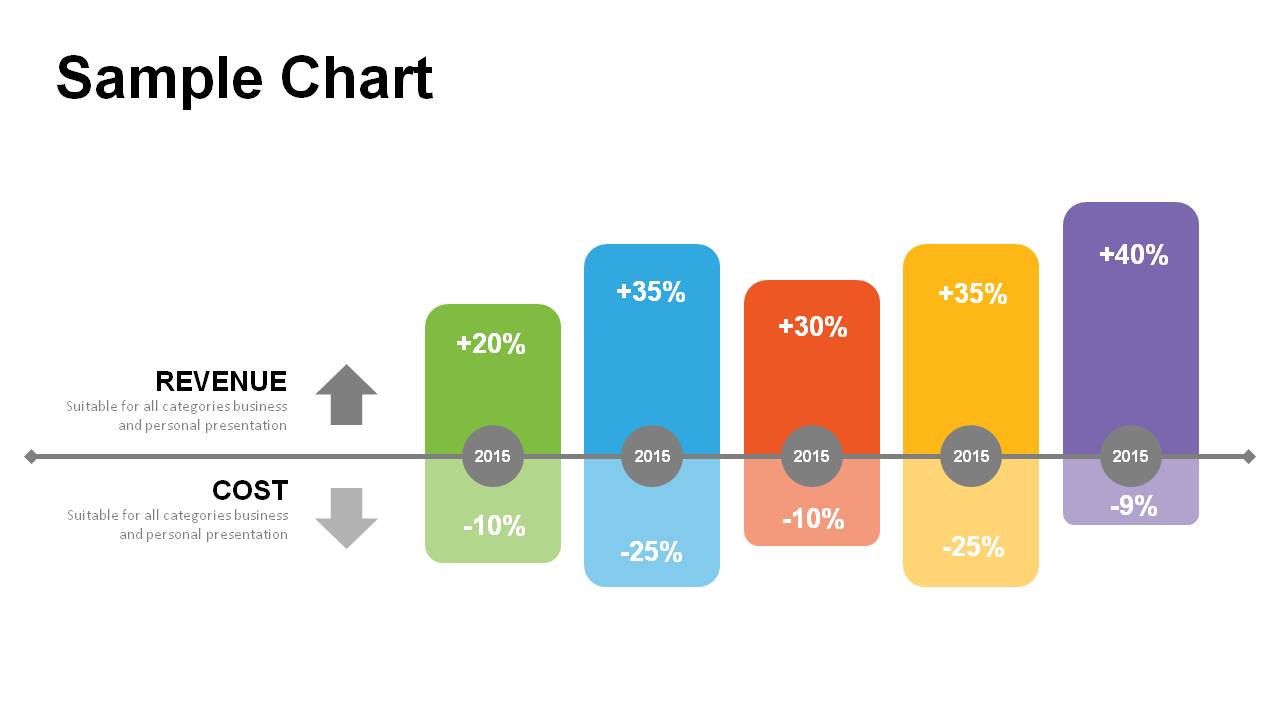 Sample Chart
+40%
+35%
+35%
+30%
+20%
REVENUE
Suitable for all categories business
and personal presentation
2015
2015
2015
2015
2015
COST
Suitable for all categories business
and personal presentation
-10%
-25%
-10%
-25%
-9%